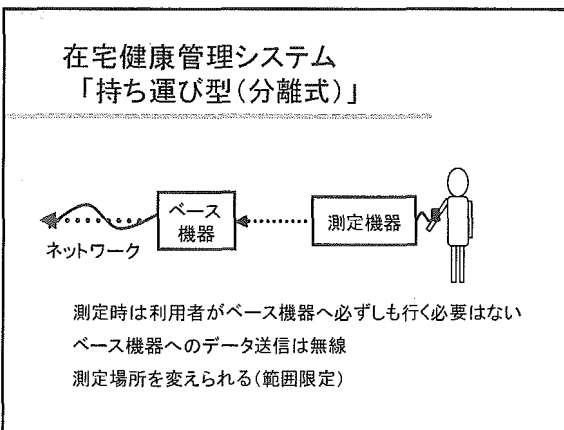 在宅健康管理システム
「持ち運び型(分離式)」
ベース
機器
測定機器
ネットワーク
測定時は利用者がベース機器へ必ずしも行く必要はない
ベース機器へのデータ送信は無線
測定場所を変えられる(範囲限定)